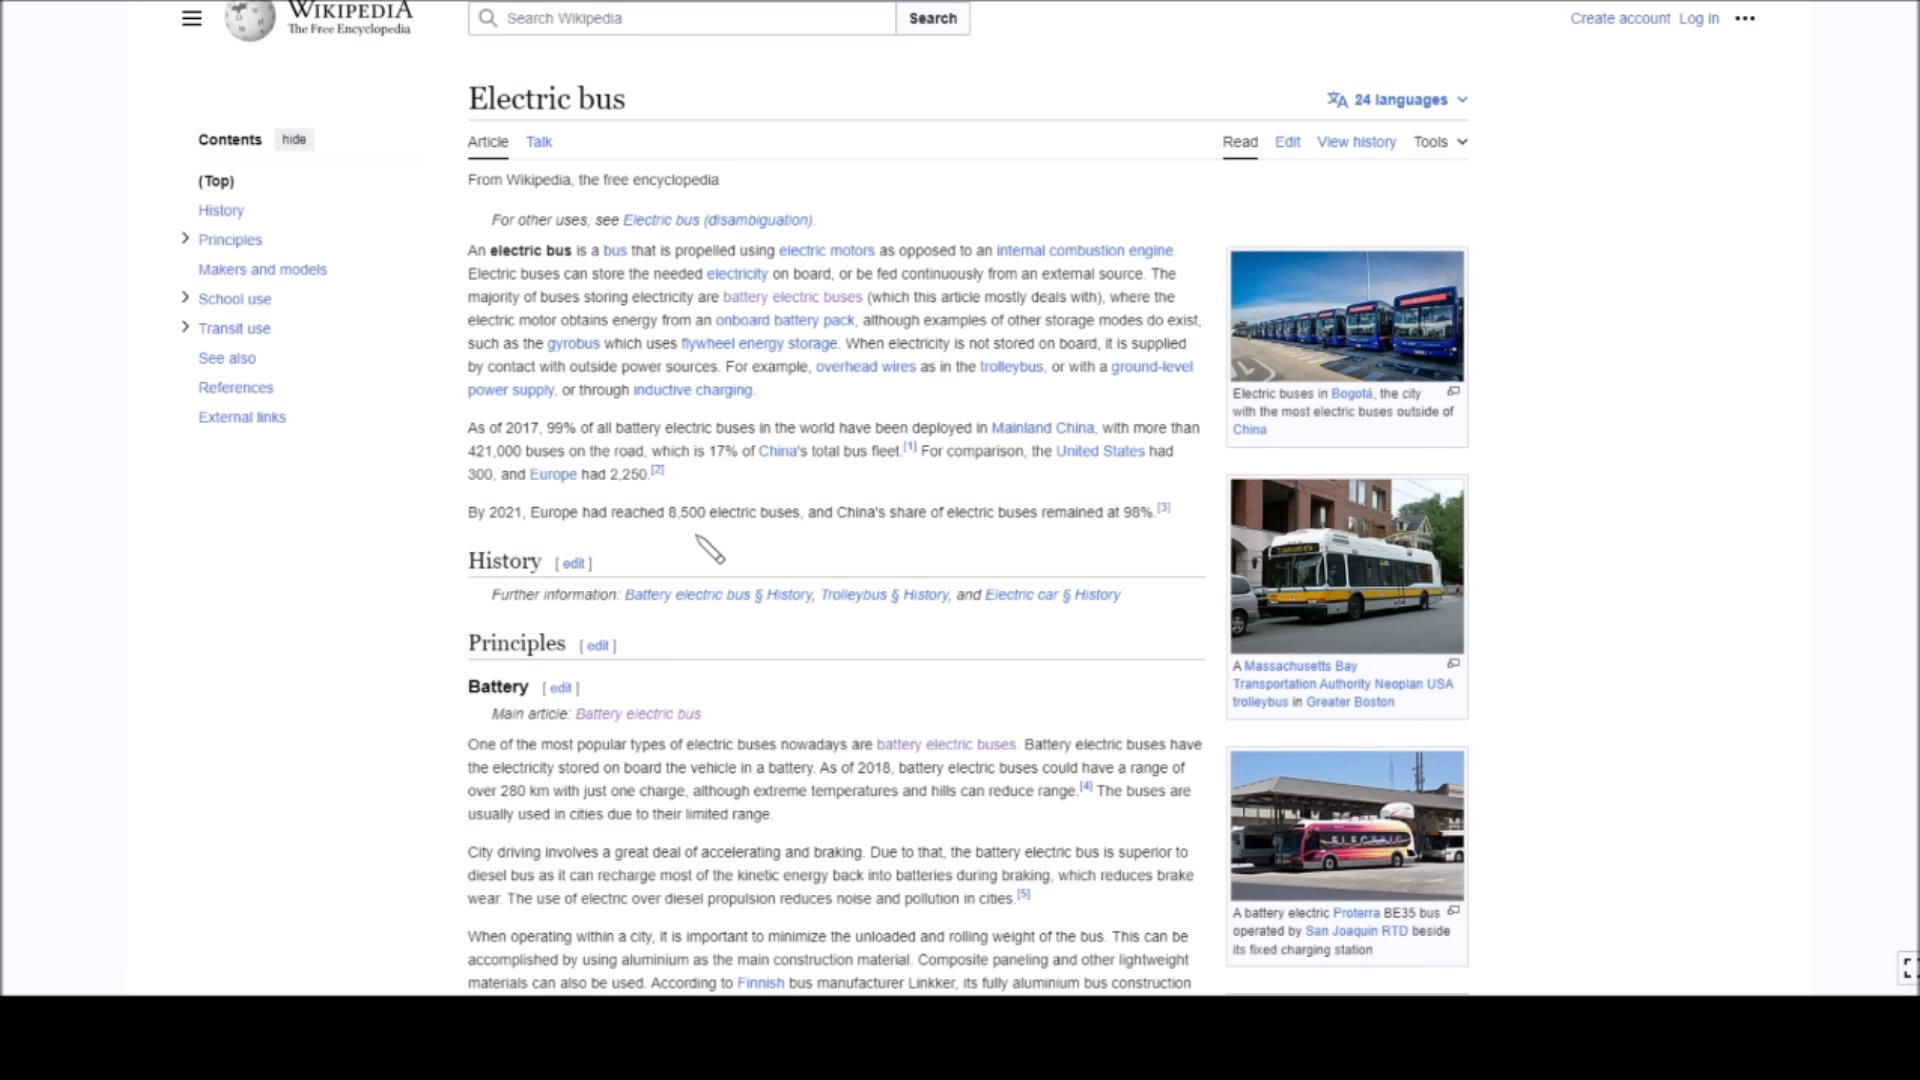 WIKIPEDIA
The Free Encyclopedia
Search Wikipedia
Search
Create account Log in
Electric bus
24 languages
Contents hide
Article Talk
Read Edit View history Tools
(Top)
History
Principles
Makers and models
School use
Transit use
See also
References
External links
From Wikipedia, the free encyclopedia
For other uses, see Electric bus (disambiguation).
An electric bus is a bus that is propelled using electric motors as opposed to an internal combustion engine.
Electric buses can store the needed electricity on board, or be fed continuously from an external source. The
majority of buses storing electricity are battery electric buses (which this article mostly deals with), where the
electric motor obtains energy from an onboard battery pack, although examples of other storage modes do exist,
such as the gyrobus which uses flywheel energy storage. When electricity is not stored on board, it is supplied
by contact with outside power sources. For example, overhead wires as in the trolleybus, or with a ground-level
power supply, or through inductive charging.
As of 2017, 99% of all battery electric buses in the world have been deployed in Mainland China, with more than
421,000 buses on the road, which is 17% of China's total bus fleet.[1] For comparison, the United States had
300, and Europe had 2,250.[2]
By 2021, Europe had reached 8,500 electric buses, and China's share of electric buses remained at 98%.[3]
History [ edit ]
Further information: Battery electric bus § History, Trolleybus § History, and Electric car § History
Principles [ edit ]
Battery [ edit ]
Main article: Battery electric bus
One of the most popular types of electric buses nowadays are battery electric buses. Battery electric buses have
the electricity stored on board the vehicle in a battery. As of 2018, battery electric buses could have a range of
over 280 km with just one charge, although extreme temperatures and hills can reduce range.[4] The buses are
usually used in cities due to their limited range.
City driving involves a great deal of accelerating and braking. Due to that, the battery electric bus is superior to
diesel bus as it can recharge most of the kinetic energy back into batteries during braking, which reduces brake
wear. The use of electric over diesel propulsion reduces noise and pollution in cities.[5]
When operating within a city, it is important to minimize the unloaded and rolling weight of the bus. This can be
accomplished by using aluminium as the main construction material. Composite paneling and other lightweight
materials can also be used. According to Finnish bus manufacturer Linkker, its fully aluminium bus construction
Electric buses in Bogotá, the city
with the most electric buses outside of
China
A Massachusetts Bay
Transportation Authority Neoplan USA
trolleybus in Greater Boston
ELECTRIC
A battery electric Proterra BE35 bus
operated by San Joaquin RTD beside
its fixed charging station